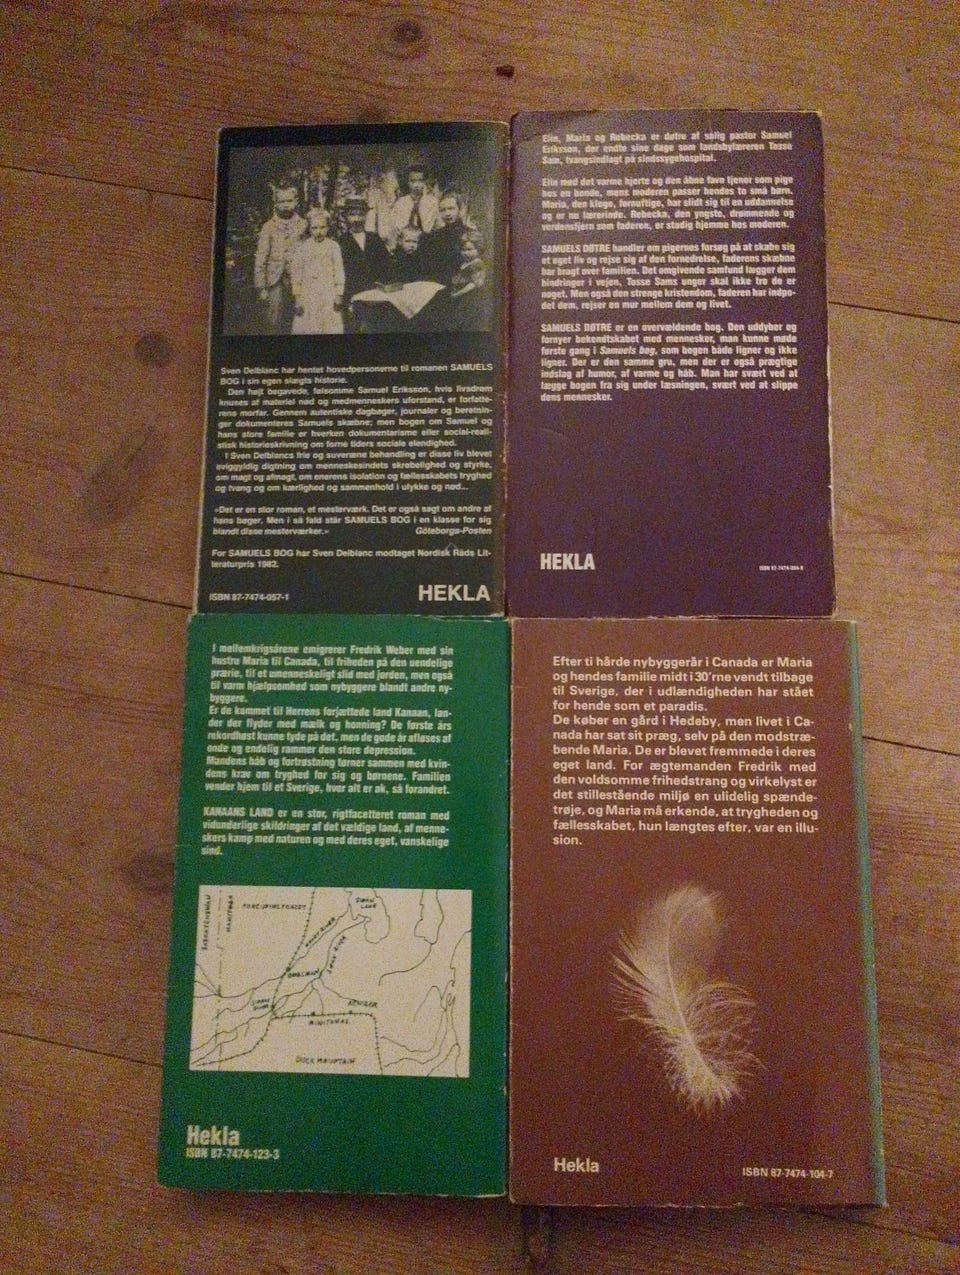 Sven Delblanc har hentet hovedpersonerne til romanen SAMUELS
BOG i sin egen slægts historie.
Den højt begavede, følsomme Samuel Eriksson, hvis livsdrøm
knuses af materiel nød og medmenneskers uforstand, er forfatte-
rens morfar. Gennem autentiske dagbøger, journaler og beretnin-
ger dokumenteres Samuels skæbne; men bogen om Samuel og
hans store familie er hverken dokumentarisme eller social-reali-
stisk historieskrivning om forne tiders sociale elendighed.
I Sven Delblancs frie og suveræne behandling er disse liv blevet
eviggyldig digtning om menneskesindets skrøbelighed og styrke,
om magt og afmagt, om enerens isolation og fællesskabets tryghed
og tvang og om kærlighed og sammenhold i ulykke og nød...
»Det er en stor roman, et mesterværk. Det er også sagt om andre af
hans bøger. Men i så fald står SAMUELS BOG i en klasse for sig
blandt disse mesterværker.» Göteborgs-Posten
For SAMUELS BOG har Sven Delblanc modtaget Nordisk Råds Lit-
teraturpris 1982.
ISBN 87-7474-057-1
HEKLA
Elin, Maria og Rebecka er døtre af salig pastor Samuel
Eriksson, der endte sine dage som landsbylæreren Tosse
Sam, tvangsindlagt på sindssygehospital.
Elin med det varme hjerte og den åbne favn tjener som pige
hos en bonde, mens moderen passer hendes to små børn.
Maria, den kloge, fornuftige, har slidt sig til en uddannelse
og er nu lærerinde. Rebecka, den yngste, drømmende og
verdensfjern som faderen, er stadig hjemme hos moderen.
SAMUELS DØTRE handler om pigernes forsøg på at skabe sig
et eget liv og rejse sig af den fornedrelse, faderens skæbne
har bragt over familien. Det omgivende samfund lægger dem
hindringer i vejen, Tosse Sams unger skal ikke tro de er
noget. Men også den strenge kristendom, faderen har indpo-
det dem, rejser en mur mellem dem og livet.
SAMUELS DØTRE er en overvældende bog. Den uddyber og
fornyer bekendtskabet med mennesker, man kunne møde
første gang i Samuels bog, som bogen både ligner og ikke
ligner. Der er den samme gru, men der er også prægtige
indslag af humor, af varme og håb. Man har svært ved at
lægge bogen fra sig under læsningen, svært ved at slippe
dens mennesker.
HEKLA
I mellemkrigsårene emigrerer Fredrik Weber med sin
hustru Maria til Canada, til friheden på den uendelige
prærie, til et umenneskeligt slid med jorden, men også
til varm hjælpsomhed som nybyggere blandt andre ny-
byggere.
Er de kommet til Herrens forjættede land Kanaan, lan-
der der flyder med mælk og honning? De første års
rekordhøst kunne tyde på det, men de gode år afløses af
onde og endelig rammer den store depression.
Mandens håb og fortrøstning tørner sammen med kvin-
dens krav om tryghed for sig og børnene. Familien
vender hjem til et Sverige, hvor alt er ak, så forandret.
KANAANS LAND er en stor, rigtfacetteret roman med
vidunderlige skildringer af det vældige land, af menne-
skers kamp med naturen og med deres eget, vanskelige
sind.
MANITOBA
SWAN
LAKE
SWAN
RIVER
MINITONAS
DUCK MOUNTAIN
Hekla
ISBN 87-7474-123-3
Efter ti hårde nybyggerår i Canada er Maria
og hendes familie midt i 30'rne vendt tilbage
til Sverige, der i udlændigheden har stået
for hende som et paradis.
De køber en gård i Hedeby, men livet i Ca-
nada har sat sit præg, selv på den modstræ-
bende Maria. De er blevet fremmede i deres
eget land. For ægtemanden Fredrik med
den voldsomme frihedstrang og virkelyst er
det stillestående miljø en ulidelig spænde-
trøje, og Maria må erkende, at trygheden og
fællesskabet, hun længtes efter, var en illu-
sion.
Hekla
ISBN 87-7474-104-7